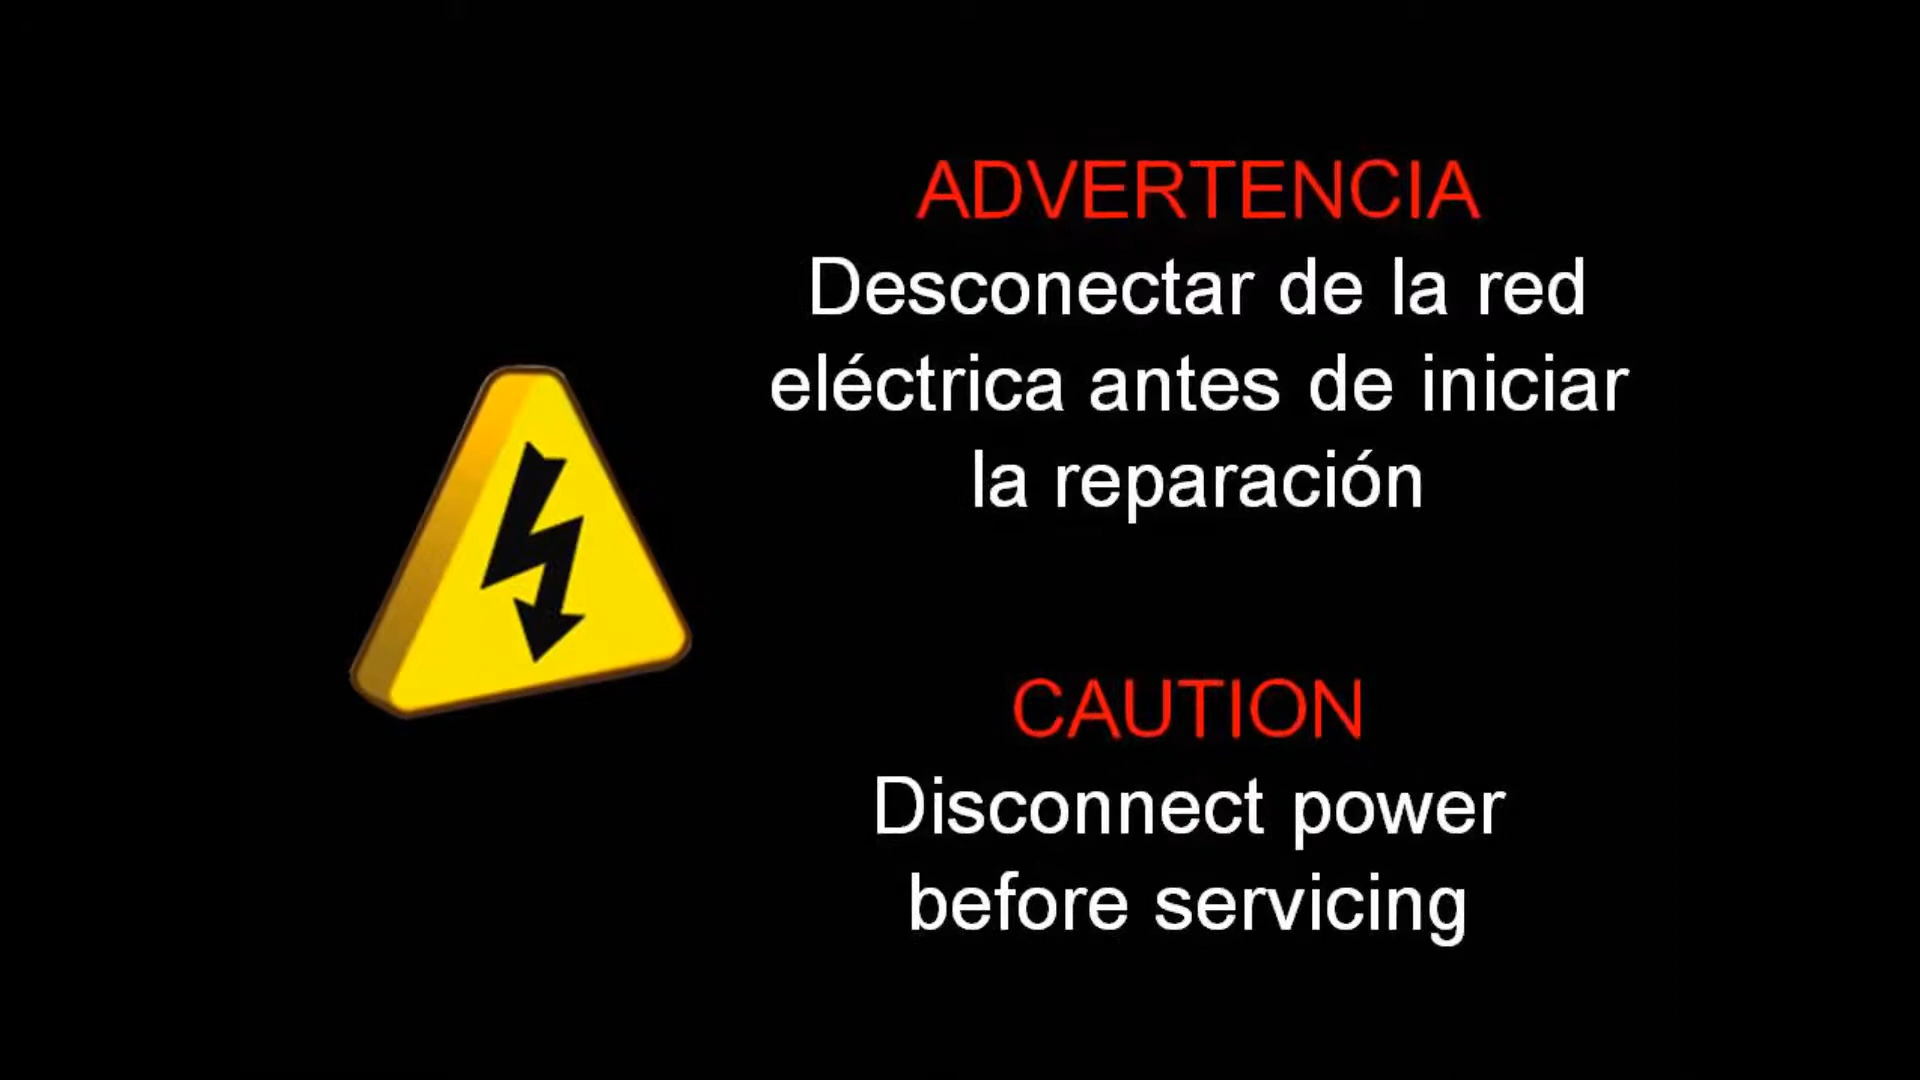 ADVERTENCIA
Desconectar de la red
eléctrica antes de iniciar
la reparación
CAUTION
Disconnect power
before servicing